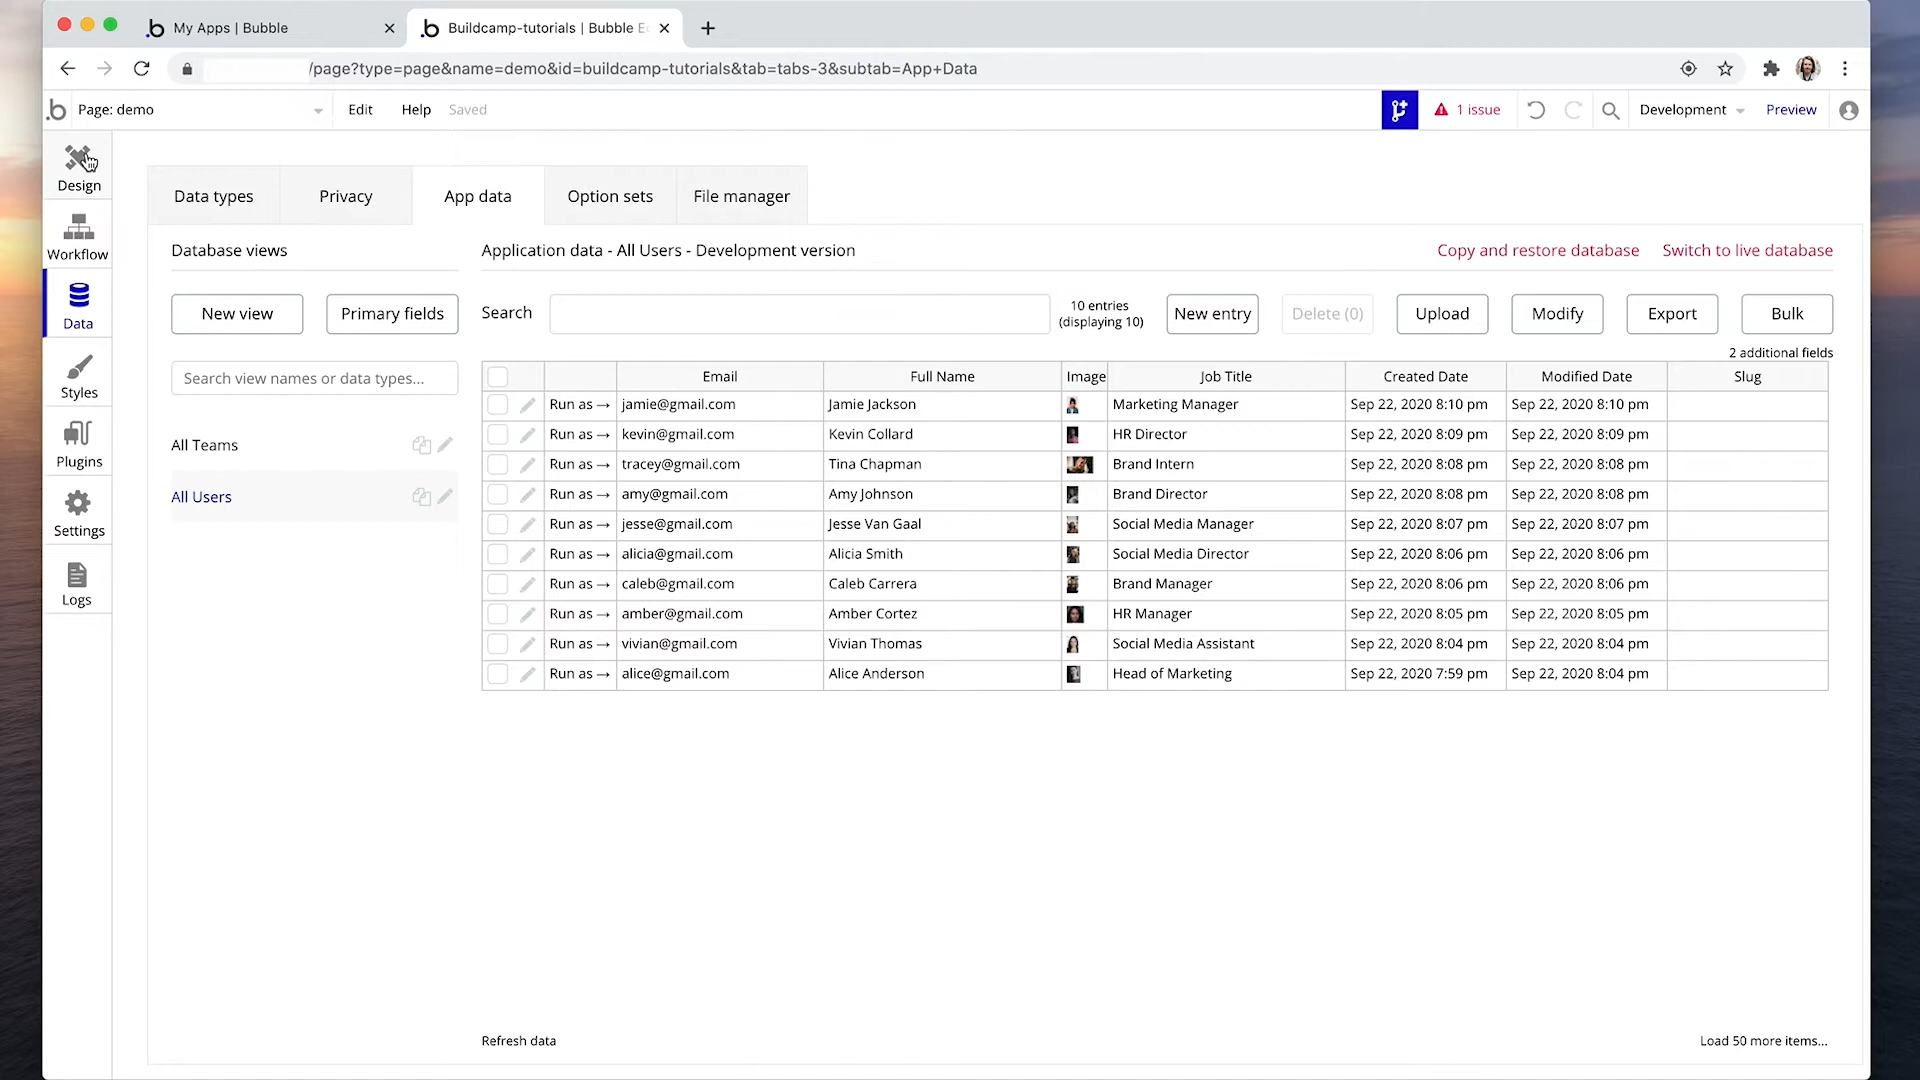 My Apps | Bubble
Buildcamp-tutorials | Bubble E
/page?type=page&name=demo&id=buildcamp-tutorials&tab=tabs-3&subtab=App+Data
Page: demo
Edit
Help
Saved
1 issue
Development
Preview
Design
Workflow
Data
Styles
Plugins
Settings
Logs
Data types
Privacy
App data
Option sets
File manager
Database views
Application data - All Users - Development version
Copy and restore database
Switch to live database
New view
Primary fields
Search
10 entries
(displaying 10)
New entry
Delete (0)
Upload
Modify
Export
Bulk
2 additional fields
Search view names or data types...
All Teams
All Users
Email Full Name Image Job Title Created Date Modified Date Slug
Run as → jamie@gmail.com Jamie Jackson Marketing Manager Sep 22, 2020 8:10 pm Sep 22, 2020 8:10 pm
Run as → kevin@gmail.com Kevin Collard HR Director Sep 22, 2020 8:09 pm Sep 22, 2020 8:09 pm
Run as → tracey@gmail.com Tina Chapman Brand Intern Sep 22, 2020 8:08 pm Sep 22, 2020 8:08 pm
Run as → amy@gmail.com Amy Johnson Brand Director Sep 22, 2020 8:08 pm Sep 22, 2020 8:08 pm
Run as → jesse@gmail.com Jesse Van Gaal Social Media Manager Sep 22, 2020 8:07 pm Sep 22, 2020 8:07 pm
Run as → alicia@gmail.com Alicia Smith Social Media Director Sep 22, 2020 8:06 pm Sep 22, 2020 8:06 pm
Run as → caleb@gmail.com Caleb Carrera Brand Manager Sep 22, 2020 8:06 pm Sep 22, 2020 8:06 pm
Run as → amber@gmail.com Amber Cortez HR Manager Sep 22, 2020 8:05 pm Sep 22, 2020 8:05 pm
Run as → vivian@gmail.com Vivian Thomas Social Media Assistant Sep 22, 2020 8:04 pm Sep 22, 2020 8:04 pm
Run as → alice@gmail.com Alice Anderson Head of Marketing Sep 22, 2020 7:59 pm Sep 22, 2020 8:04 pm
Refresh data
Load 50 more items...